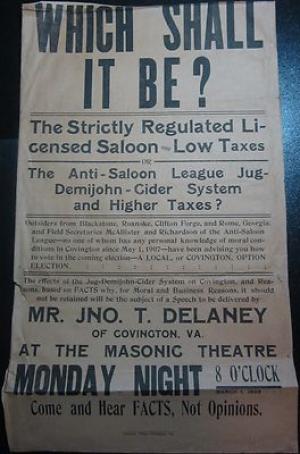 WHICH SHALL
IT BE?
The Strictly Regulated Li-
censed Saloon - Low Taxes
OR
The Anti-Saloon League Jug-
Demijohn-Cider System
and Higher Taxes?
Outsiders from Blackstone, Roanoke, Clifton Forge, and Rome, Georgia;
and Field Secretaries McAllister and Richardson of the Anti-Saloon
League—no one of whom has any personal knowledge of moral con-
ditions in Covington since May 1, 1907—have been advising you how
to vote in the coming election—A LOCAL, or COVINGTON, OPTION
ELECTION.
The effects of the Jug-Demijohn-Cider System on Covington, and Rea-
sons, based on FACTS why, for Moral and Business Reasons, it should
not be retained will be the subject of a Speech to be delivered by
MR. JNO. T. DELANEY
OF COVINGTON, VA.
AT THE MASONIC THEATRE
MONDAY NIGHT 8 O'CLOCK
MARCH 1,
Come and Hear FACTS, Not Opinions.